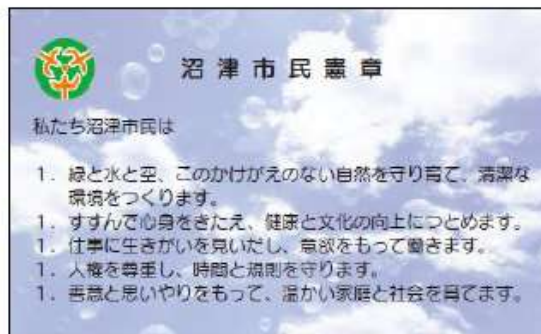 沼津市民憲章
私たち沼津市民は
1．緑と水と空、このかけがえのない自然を守り育て、清潔な
環境をつくります。
1．すすんで心身をきたえ、健康と文化の向上につとめます。
1．仕事に生きがいを見いだし、意欲をもって働きます。
1．人権を尊重し、時間と規則を守ります。
1．善意と思いやりをもって、温かい家庭と社会を育てます。